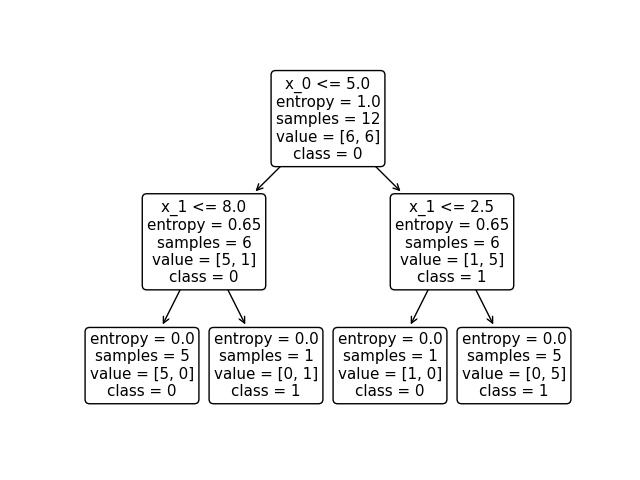 x_0 <= 5.0
entropy = 1.0
samples = 12
value = [6, 6]
class = 0
x_1 <= 8.0
entropy = 0.65
samples = 6
value = [5, 1]
class = 0
x_1 <= 2.5
entropy = 0.65
samples = 6
value = [1, 5]
class = 1
entropy = 0.0
samples = 5
value = [5, 0]
class = 0
entropy = 0.0
samples = 1
value = [0, 1]
class = 1
entropy = 0.0
samples = 1
value = [1, 0]
class = 0
entropy = 0.0
samples = 5
value = [0, 5]
class = 1